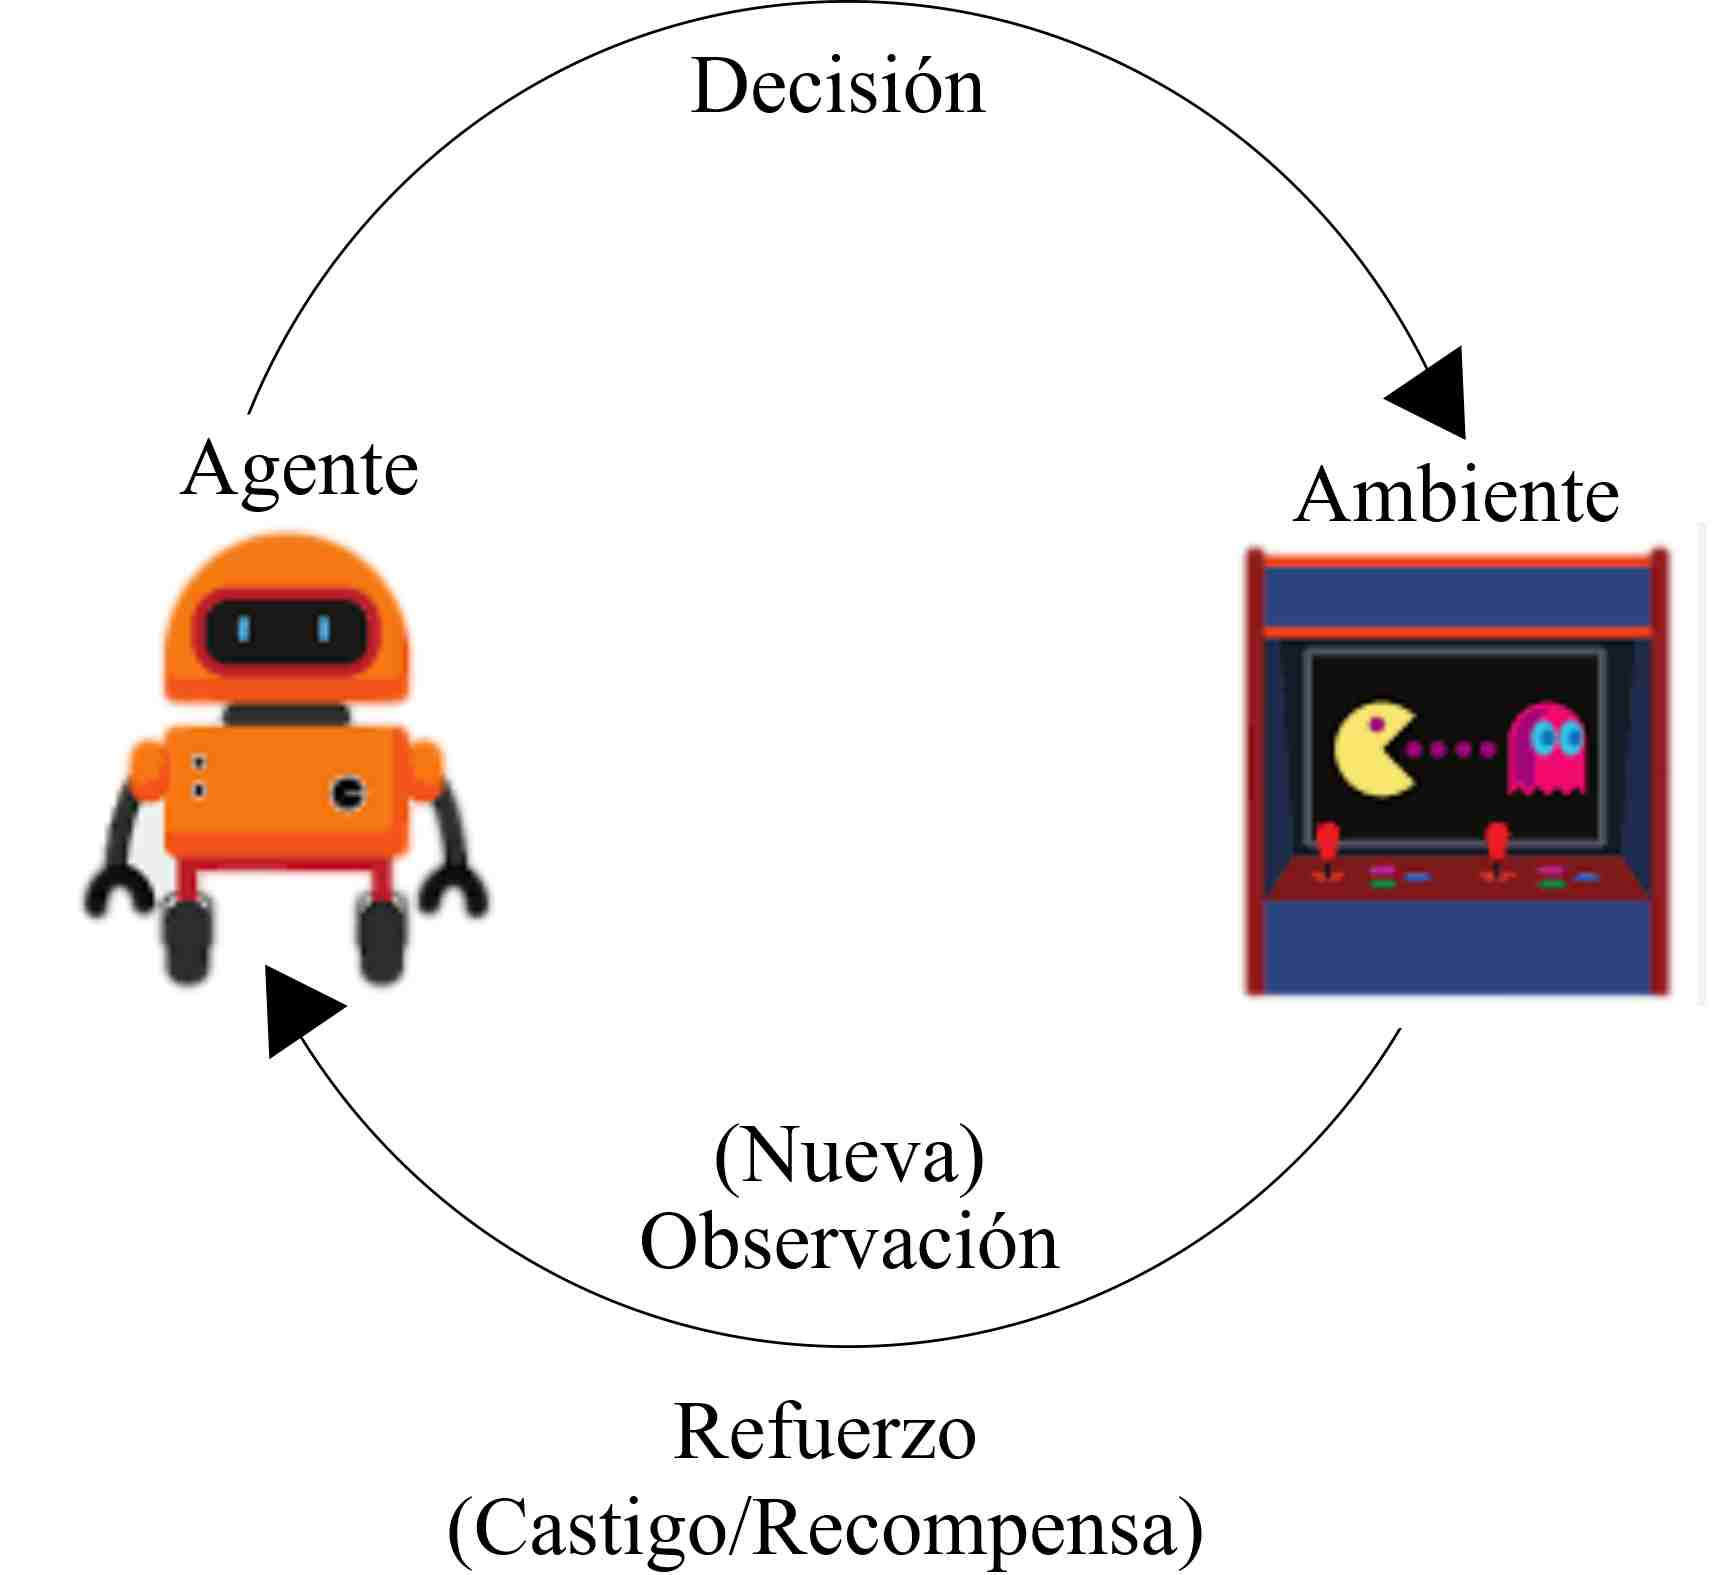 Decisión
Agente
Ambiente
(Nueva)
Observación
Refuerzo
(Castigo/Recompensa)